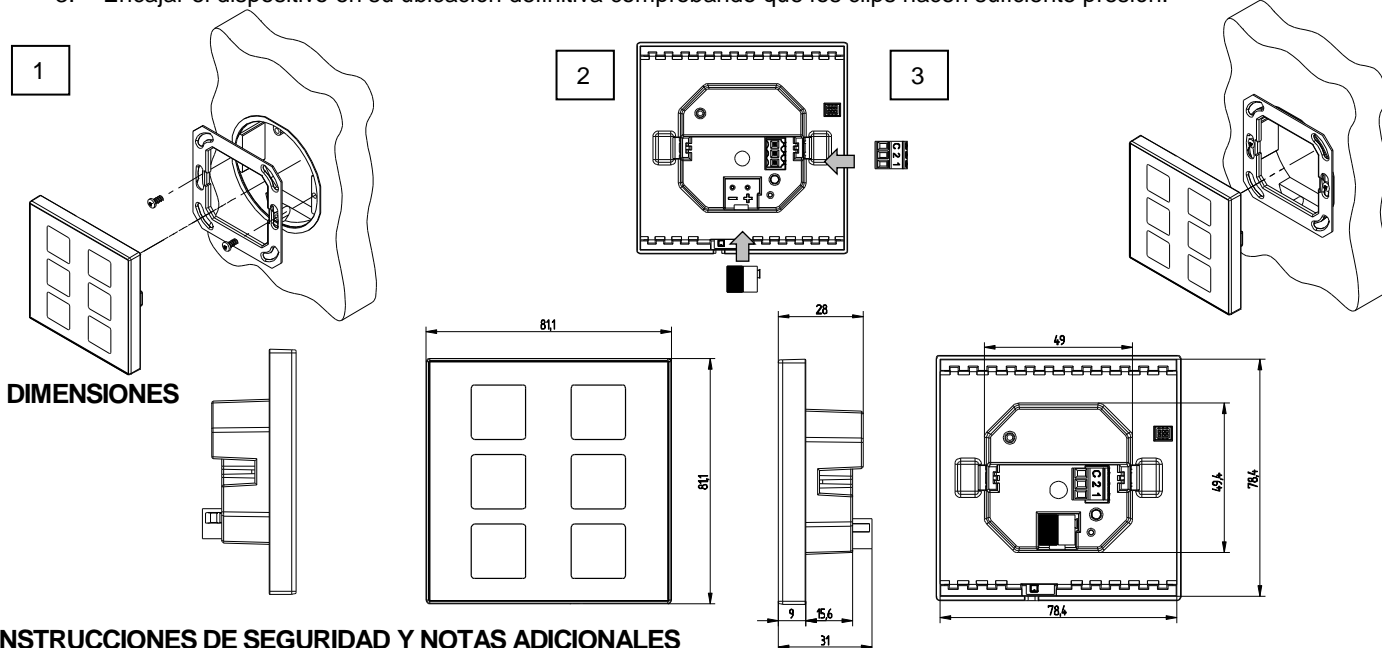 Encajar el dispositivo en su ubicación definitiva comprobando que los clips hacen suficiente presión.
1
2
3
C 2 1
- +
DIMENSIONES
81,1
81,1
28
9
15,6
31
49
C 2 1
49,4
78,4
78,4
NSTRUCCIONES DE SEGURIDAD Y NOTAS ADICIONALES